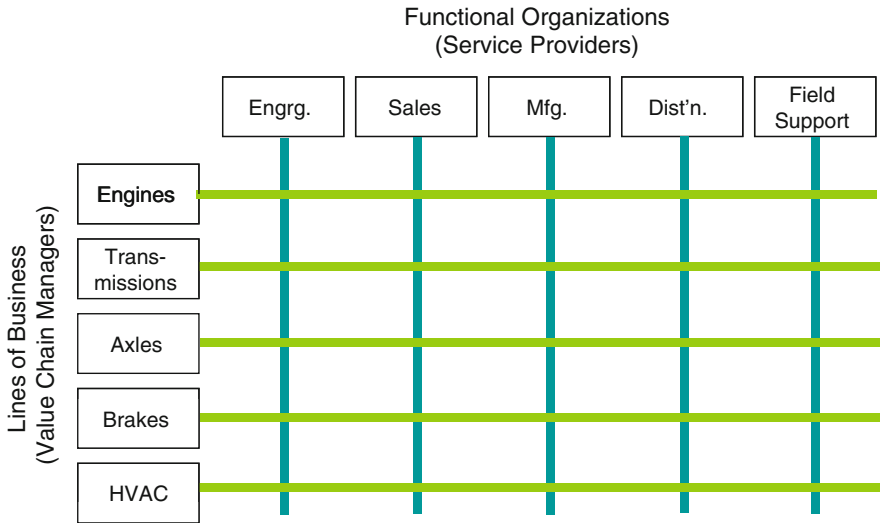 Functional Organizations
(Service Providers)
Engrg.
Sales
Mfg.
Dist'n.
Field
Support
Lines of Business
(Value Chain Managers)
Engines
Trans-
missions
Axles
Brakes
HVAC